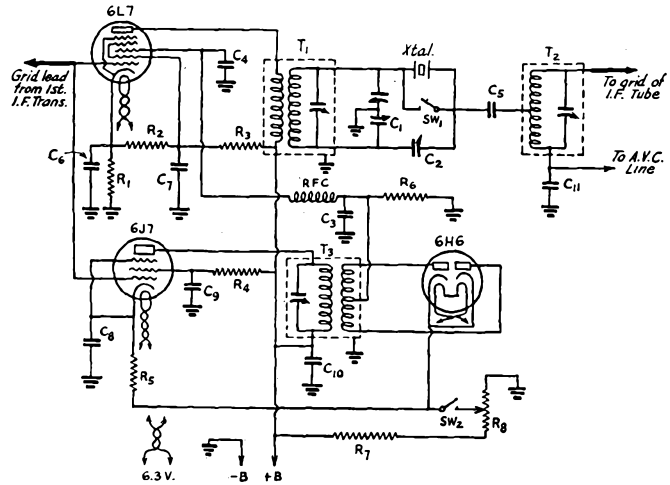 6L7
Grid lead
from 1st.
I.F. Trans.
C4
T1
Xtal.
SW1
C1
C2
C5
T2
To grid of
I.F. Tube
To A.V.C.
Line
C11
C6
R2
R3
R1
C7
RFC
C3
R6
6J7
T3
6H6
C9
R4
C8
R5
C10
SW2
R8
R7
6.3 V.
-B
+B